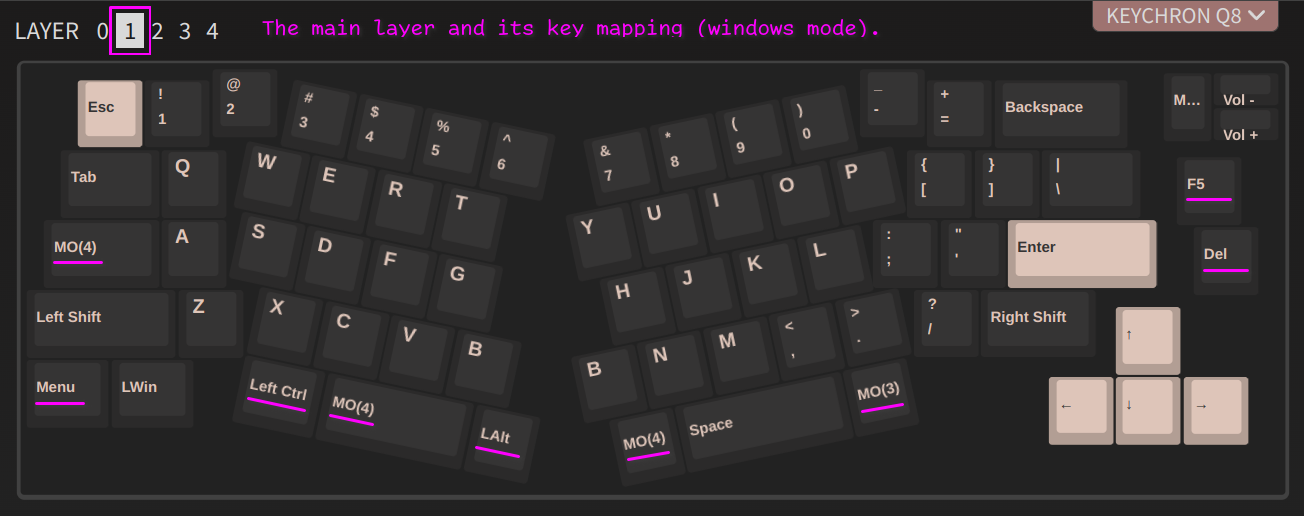 LAYER 0 1 2 3 4 The main layer and its key mapping (windows mode). KEYCHRON Q8
Esc ! 1 @ 2 # 3 $ 4 % 5 ^ 6 & 7 * 8 ( 9 ) 0 _ - + = Backspace M... Vol - Vol +
Tab Q W E R T Y U I O P { [ } ] | \ F5
MO(4) A S D F G H J K L : ; " ' Enter Del
Left Shift Z X C V B B N M < , > . ? / Right Shift ↑
Menu LWin Left Ctrl MO(4) LAlt MO(4) Space MO(3) ← ↓ →